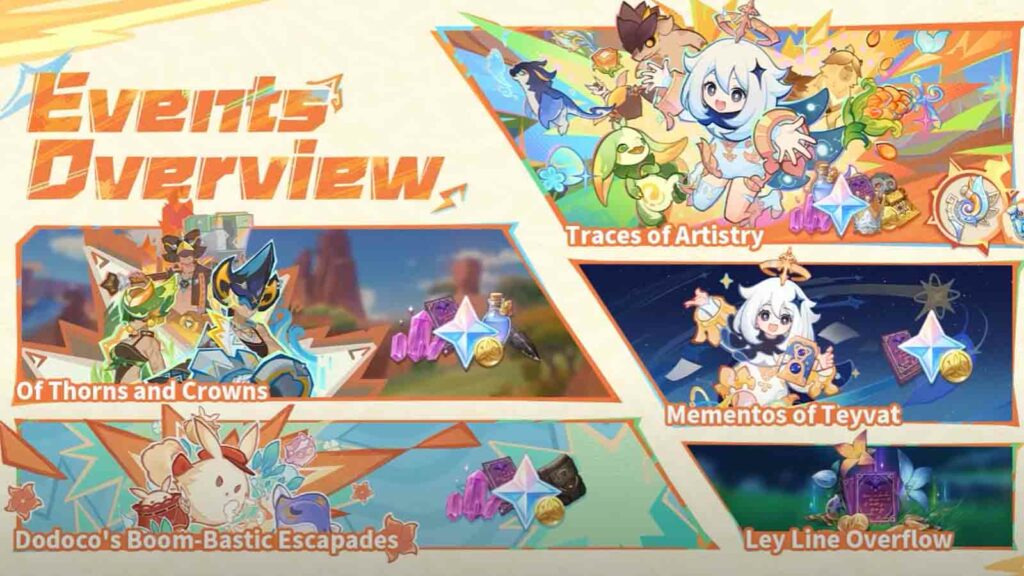 Events
Overview
Traces of Artistry
Of Thorns and Crowns
Mementos of Teyvat
Dodoco's Boom-Bastic Escapades
Ley Line Overflow